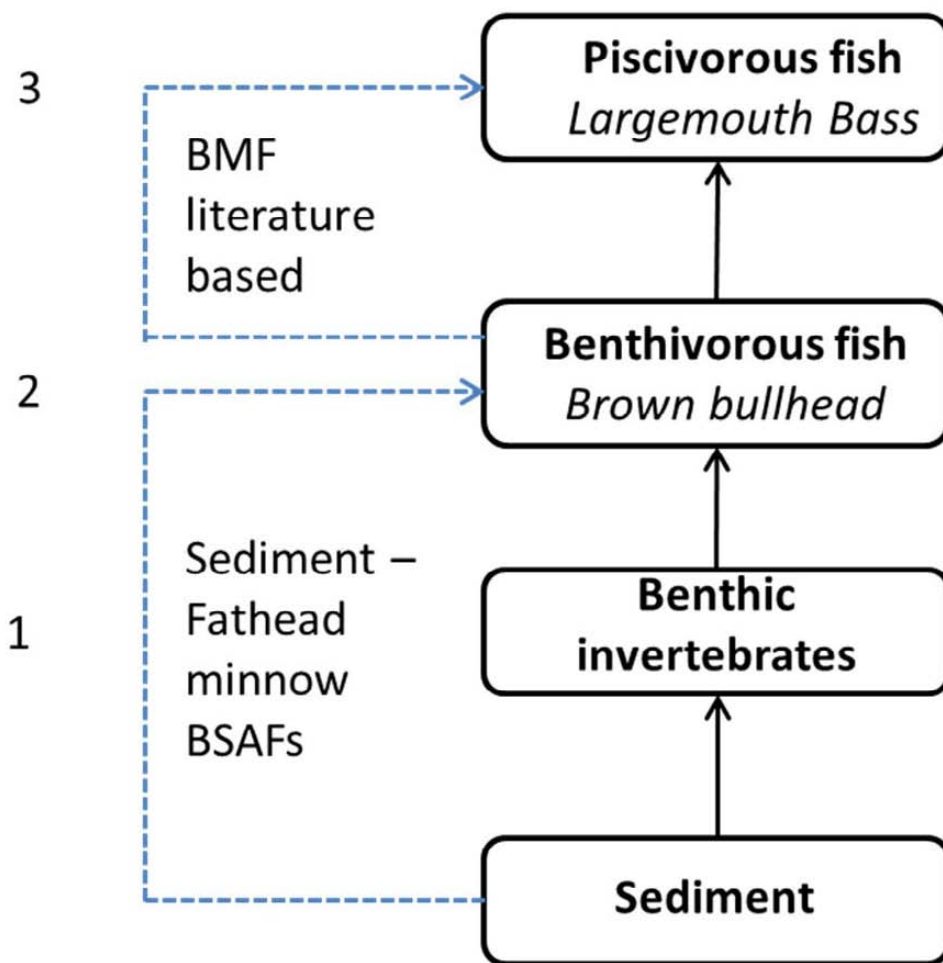 3
Piscivorous fish
Largemouth Bass
BMF
literature
based
2
Benthivorous fish
Brown bullhead
Sediment –
Fathead
minnow
BSAFs
1
Benthic
invertebrates
Sediment